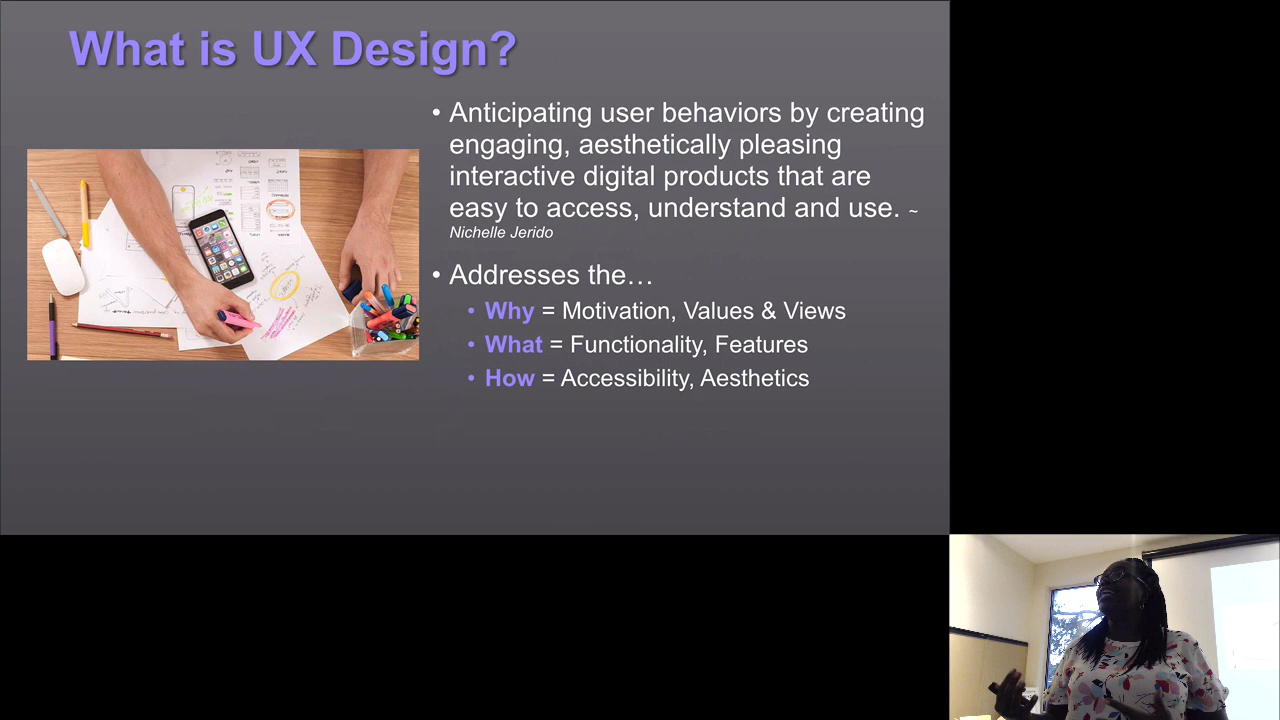 What is UX Design?
• Anticipating user behaviors by creating
engaging, aesthetically pleasing
interactive digital products that are
easy to access, understand and use. ~
Nichelle Jerido
• Addresses the…
• Why = Motivation, Values & Views
• What = Functionality, Features
• How = Accessibility, Aesthetics